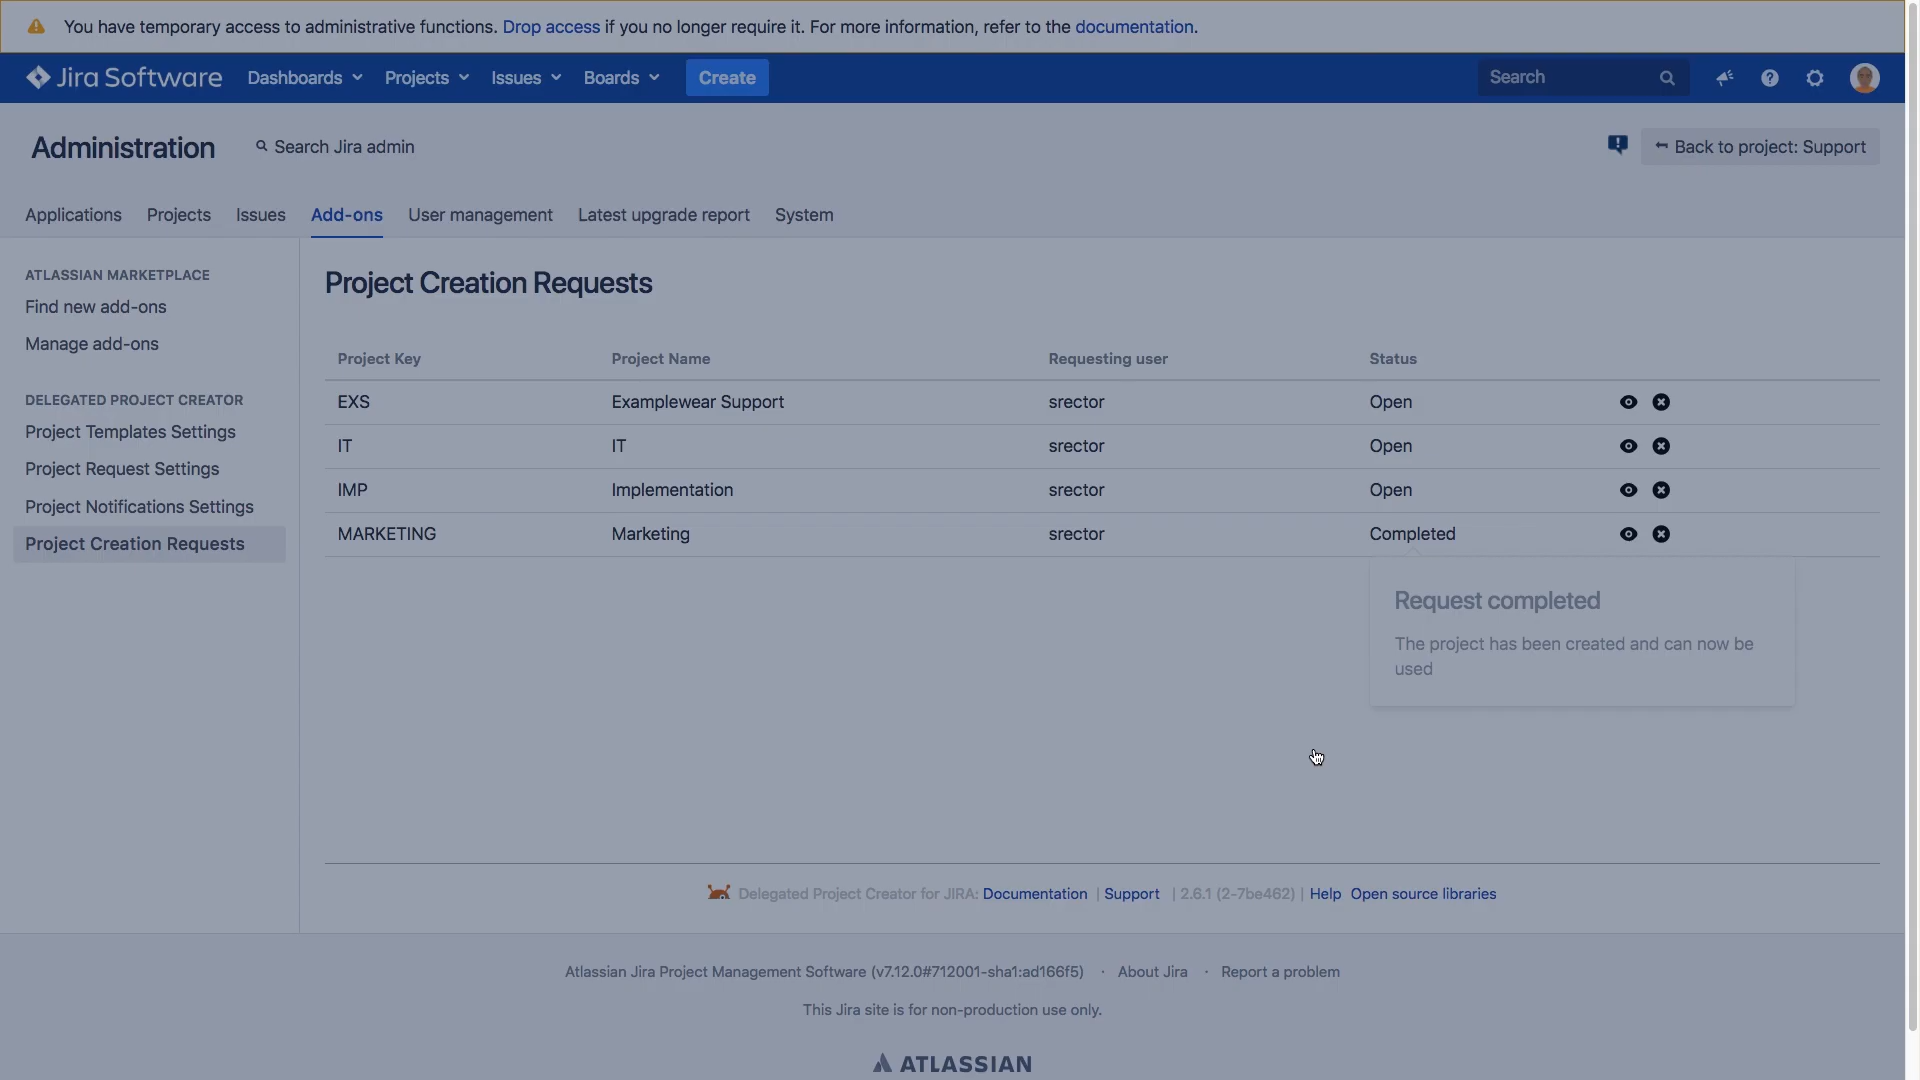 You have temporary access to administrative functions. Drop access if you no longer require it. For more information, refer to the documentation.
Jira Software Dashboards Projects Issues Boards Create Search
Administration Search Jira admin Back to project: Support
Applications Projects Issues Add-ons User management Latest upgrade report System
ATLASSIAN MARKETPLACE
Find new add-ons
Manage add-ons
DELEGATED PROJECT CREATOR
Project Templates Settings
Project Request Settings
Project Notifications Settings
Project Creation Requests
Project Creation Requests
Project Key Project Name Requesting user Status
EXS Examplewear Support srector Open
IT IT srector Open
IMP Implementation srector Open
MARKETING Marketing srector Completed
Request completed
The project has been created and can now be
used
Delegated Project Creator for JIRA: Documentation | Support | 2.6.1 (2-7be462) | Help Open source libraries
Atlassian Jira Project Management Software (v7.12.0#712001-sha1:ad166f5) · About Jira · Report a problem
This Jira site is for non-production use only.
ATLASSIAN